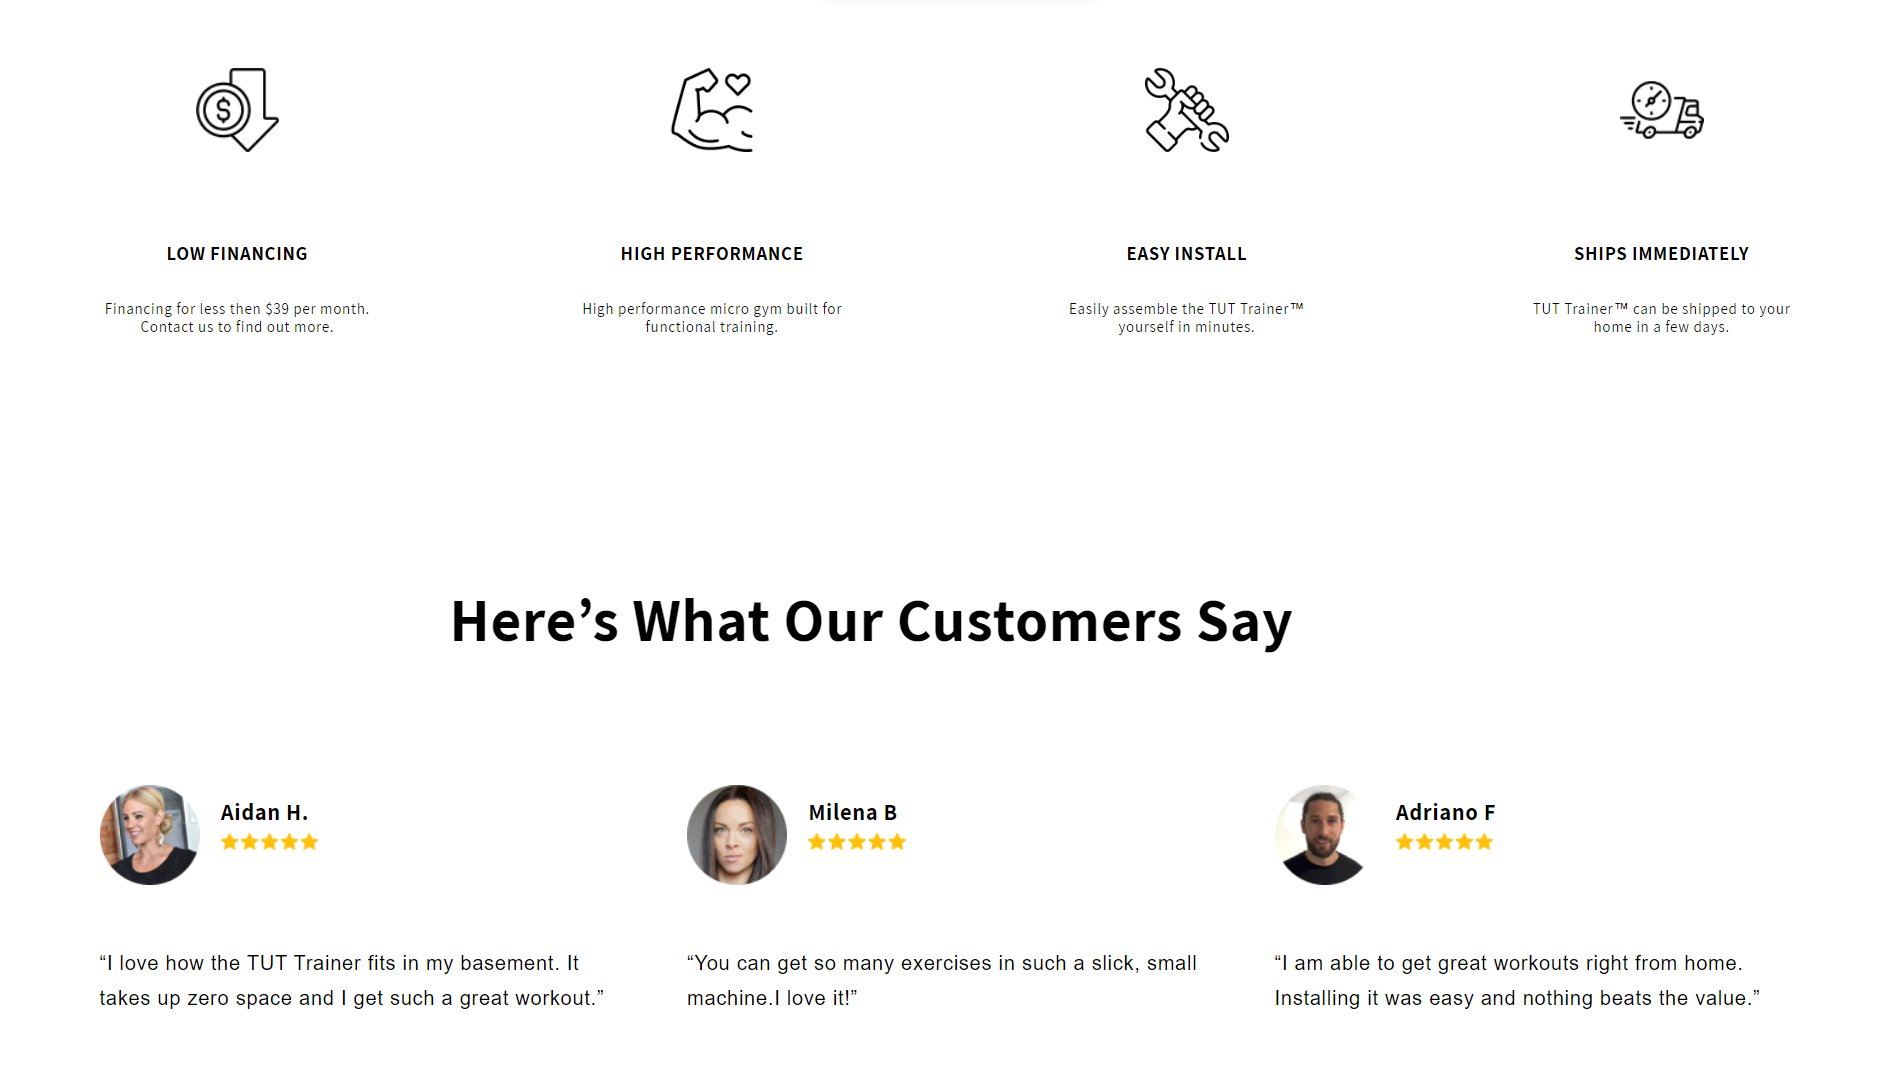 $
LOW FINANCING
Financing for less then $39 per month.
Contact us to find out more.
HIGH PERFORMANCE
High performance micro gym built for
functional training.
EASY INSTALL
Easily assemble the TUT Trainer™
yourself in minutes.
SHIPS IMMEDIATELY
TUT Trainer™ can be shipped to your
home in a few days.
Here’s What Our Customers Say
Aidan H.
“I love how the TUT Trainer fits in my basement. It
takes up zero space and I get such a great workout.”
Milena B
“You can get so many exercises in such a slick, small
machine.I love it!”
Adriano F
“I am able to get great workouts right from home.
Installing it was easy and nothing beats the value.”